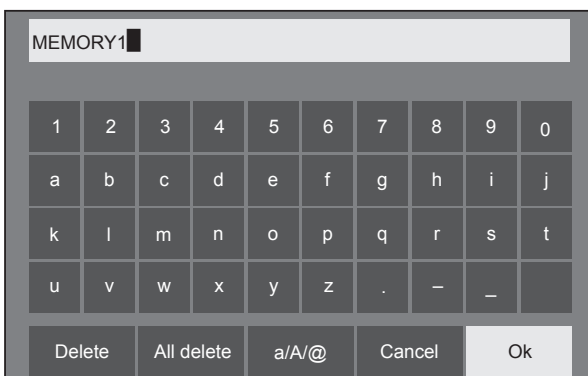 MEMORY1
1 2 3 4 5 6 7 8 9 0
a b c d e f g h i j
k l m n o p q r s t
u v w x y z . – _
Delete All delete a/A/@ Cancel Ok